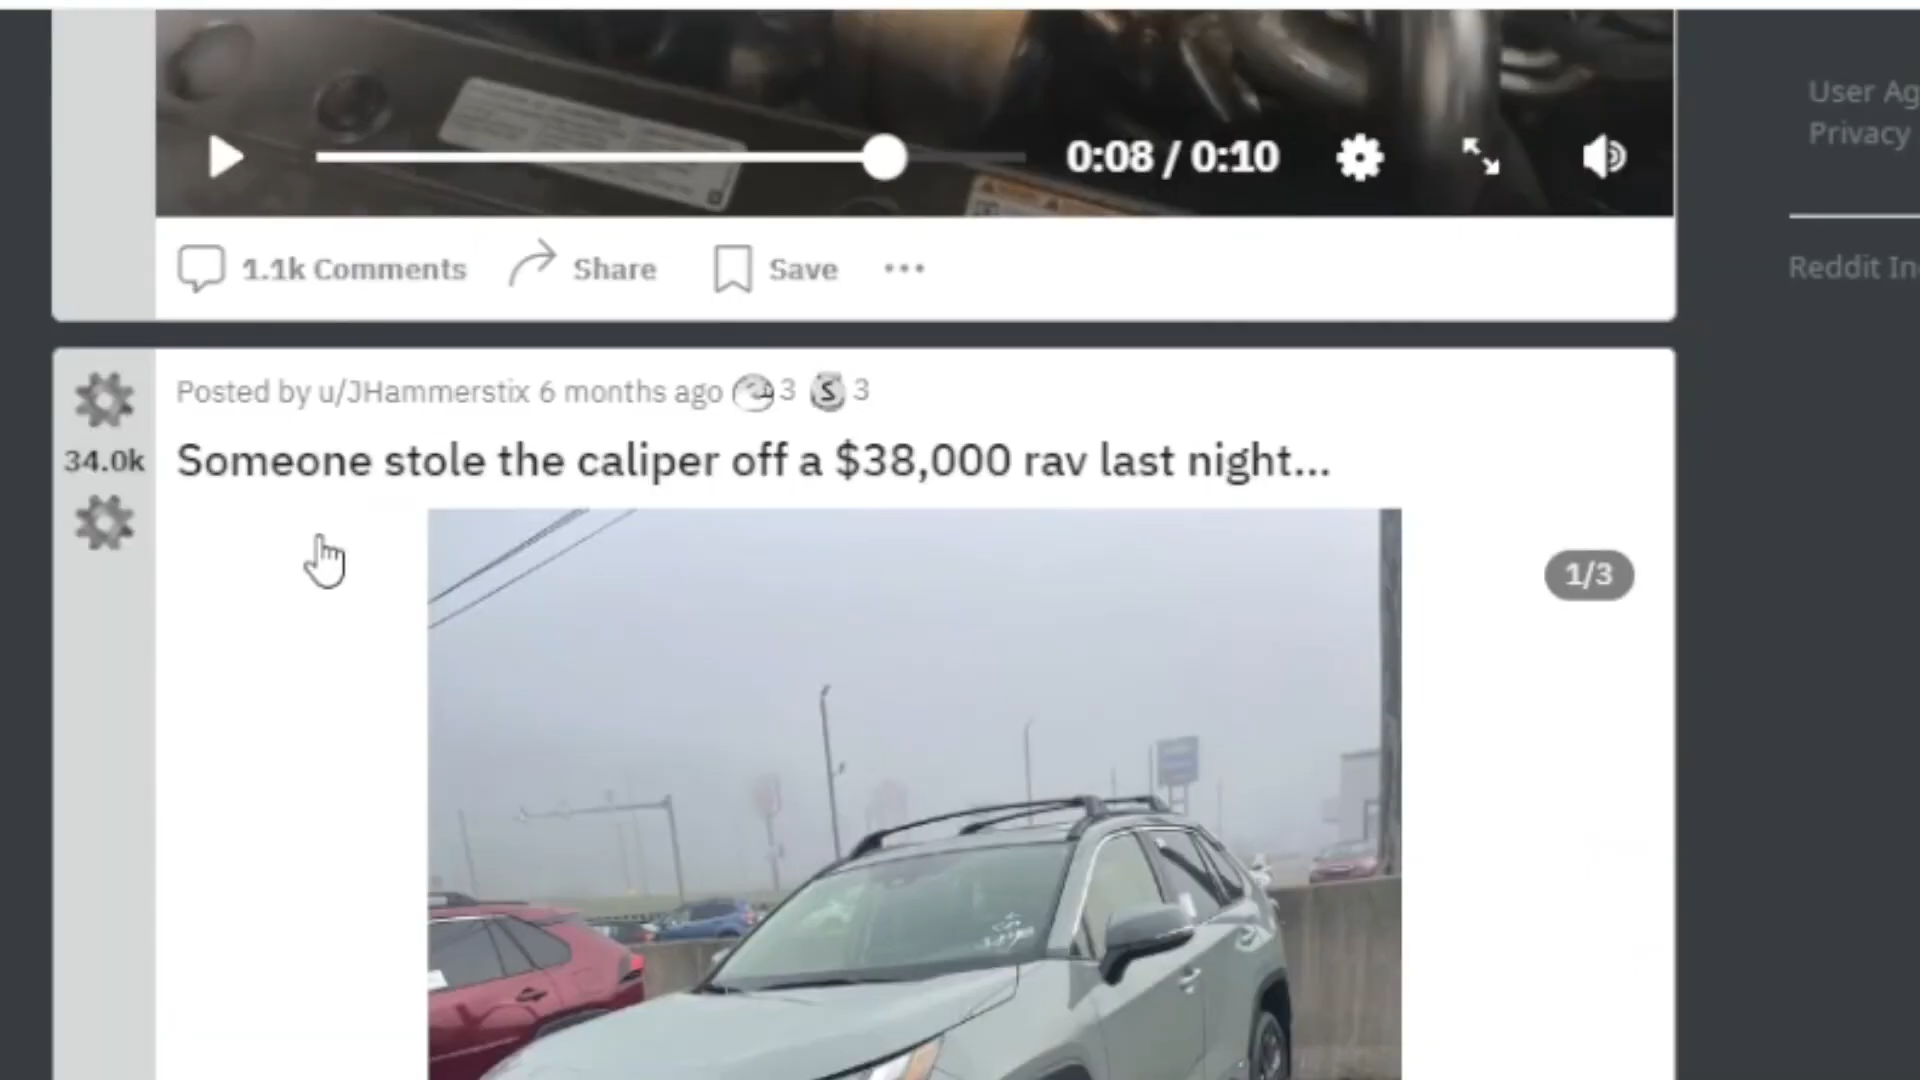 User Ag
Privacy
0:08 / 0:10
1.1k Comments Share Save
Reddit In
Posted by u/JHammerstix 6 months ago 3 S 3
34.0k
Someone stole the caliper off a $38,000 rav last night...
1/3